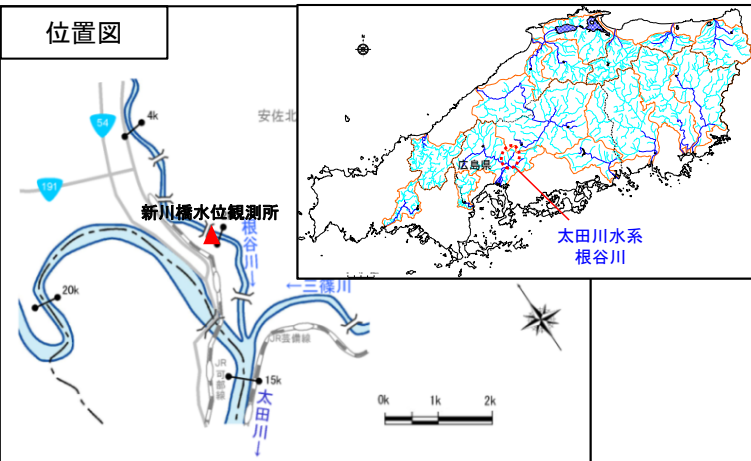 位置図
N
広島県
太田川水系
根谷川
4k
54
安佐北
191
新川橋水位観測所
根谷川→
←三篠川
20k
JR芸備線
JR可部線
15k
太田川→
0k 1k 2k